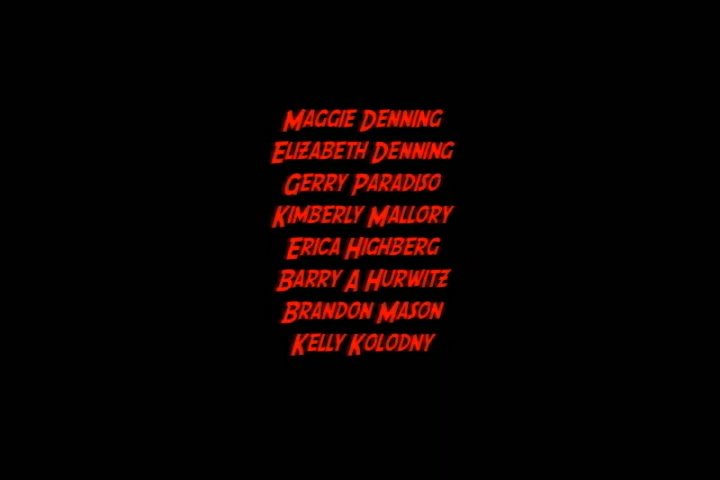 Maggie Denning
Elizabeth Denning
Gerry Paradiso
Kimberly Mallory
Erica Highberg
Barry A Hurwitz
Brandon Mason
Kelly Kolodny